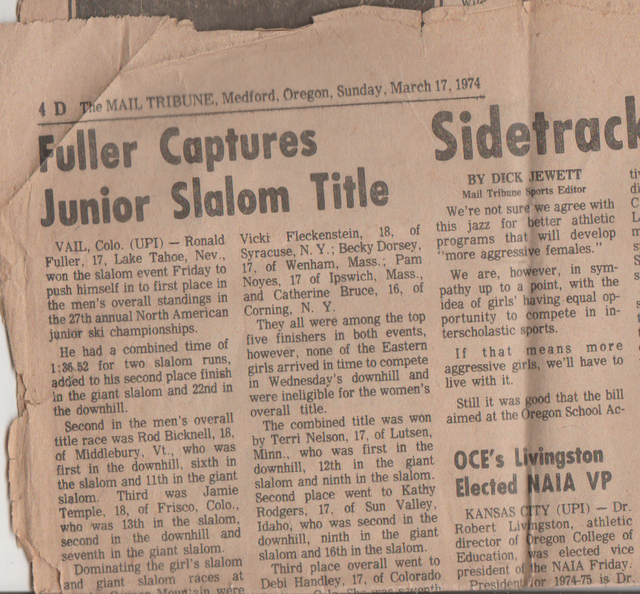 4 D The MAIL TRIBUNE, Medford, Oregon, Sunday, March 17, 1974
Fuller Captures
Junior Slalom Title
VAIL, Colo. (UPI) — Ronald
Fuller, 17, Lake Tahoe, Nev.,
won the slalom event Friday to
push himself in to first place in
the men's overall standings in
the 27th annual North American
junior ski championships.
He had a combined time of
1:36.52 for two slalom runs,
added to his second place finish
in the giant slalom and 22nd in
the downhill.
Second in the men's overall
title race was Rod Bicknell, 18,
of Middlebury, Vt., who was
first in the downhill, sixth in
the slalom and 11th in the giant
slalom. Third was Jamie
Temple, 18, of Frisco, Colo.,
who was 13th in the slalom,
second in the downhill and
seventh in the giant slalom.
Dominating the girl's slalom
and giant slalom races at
Mountain were
Vicki Fleckenstein, 18, of
Syracuse, N. Y.; Becky Dorsey,
17, of Wenham, Mass.; Pam
Noyes, 17 of Ipswich, Mass.,
and Catherine Bruce, 16, of
Corning, N. Y.
They all were among the top
five finishers in both events,
however, none of the Eastern
girls arrived in time to compete
in Wednesday's downhill and
were ineligible for the women's
overall title.
The combined title was won
by Terri Nelson, 17, of Lutsen,
Minn., who was first in the
downhill, 12th in the giant
slalom and ninth in the slalom.
Second place went to Kathy
Rodgers, 17, of Sun Valley,
Idaho, who was second in the
downhill, ninth in the giant
slalom and 16th in the slalom.
Third place overall went to
Debi Handley, 17, of Colorado
Sidetrack
BY DICK JEWETT
Mail Tribune Sports Editor
We're not sure we agree with
this jazz for better athletic
programs that will develop
"more aggressive females."
We are, however, in sym-
pathy up to a point, with the
idea of girls' having equal op-
portunity to compete in in-
terscholastic sports.
If that means more
aggressive girls, we'll have to
live with it.
Still it was good that the bill
aimed at the Oregon School Ac-
OCE's Livingston
Elected NAIA VP
KANSAS CITY (UPI) — Dr.
Robert Livingston, athletic
director of Oregon College of
Education, was elected vice
president of the NAIA Friday.
President for 1974-75 is Dr.